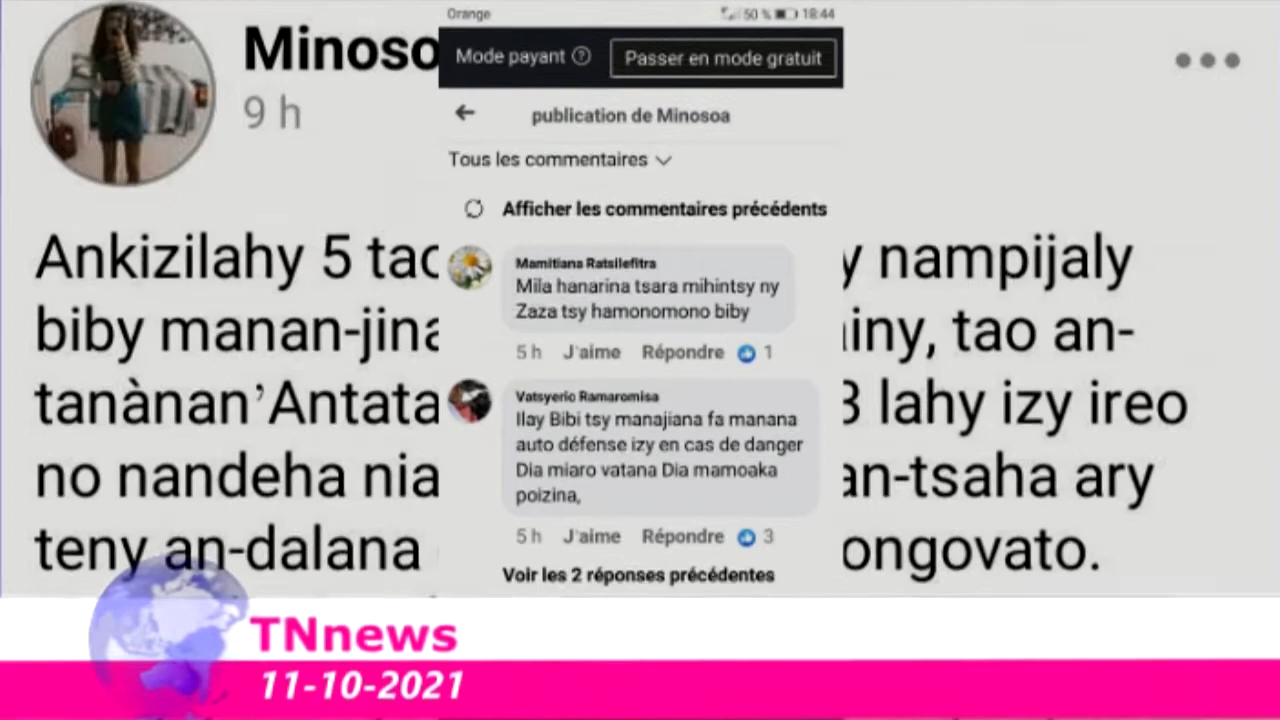 Minoso
9 h
Ankizilahy 5 tao
y nampijaly
biby manan-jina
iny, tao an-
tanànan’Antata
3 lahy izy ireo
no nandeha nia
an-tsaha ary
teny an-dalana
ongovato.
Orange
50 % 18:44
Mode payant ?
Passer en mode gratuit
publication de Minosoa
Tous les commentaires
Afficher les commentaires précédents
Mamitiana Ratsilefitra
Mila hanarina tsara mihintsy ny
Zaza tsy hamonomono biby
5 h J'aime Répondre 1
Vatsyeric Ramaromisa
Ilay Bibi tsy manajiana fa manana
auto défense izy en cas de danger
Dia miaro vatana Dia mamoaka
poizina,
5 h J'aime Répondre 3
Voir les 2 réponses précédentes
TNnews
11-10-2021